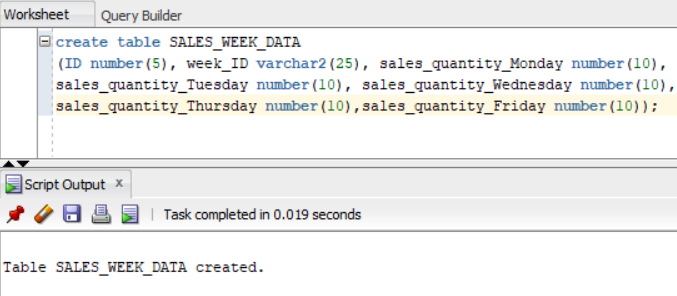 Worksheet Query Builder
create table SALES_WEEK_DATA
(ID number(5), week_ID varchar2(25), sales_quantity_Monday number(10),
sales_quantity_Tuesday number(10), sales_quantity_Wednesday number(10),
sales_quantity_Thursday number(10),sales_quantity_Friday number(10));
Script Output x
Task completed in 0.019 seconds
Table SALES_WEEK_DATA created.